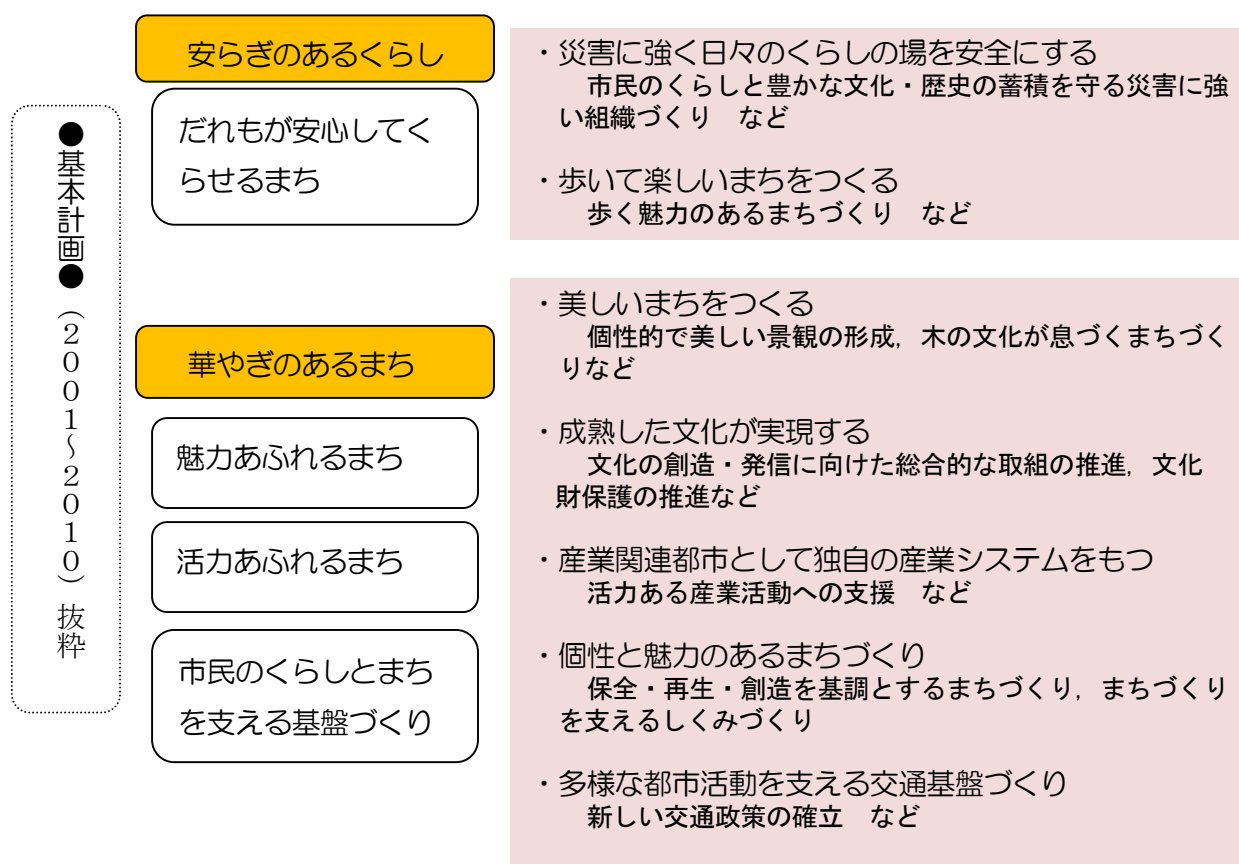 ●基本計画●(2001~2010)抜粋
安らぎのあるくらし
だれもが安心してく
らせるまち
・災害に強く日々のくらしの場を安全にする
市民のくらしと豊かな文化・歴史の蓄積を守る災害に強
い組織づくり など
・歩いて楽しいまちをつくる
歩く魅力のあるまちづくり など
華やぎのあるまち
魅力あふれるまち
活力あふれるまち
市民のくらしとまち
を支える基盤づくり
・美しいまちをつくる
個性的で美しい景観の形成,木の文化が息づくまちづく
りなど
・成熟した文化が実現する
文化の創造・発信に向けた総合的な取組の推進,文化
財保護の推進など
・産業関連都市として独自の産業システムをもつ
活力ある産業活動への支援 など
・個性と魅力のあるまちづくり
保全・再生・創造を基調とするまちづくり,まちづくり
を支えるしくみづくり
・多様な都市活動を支える交通基盤づくり
新しい交通政策の確立 など